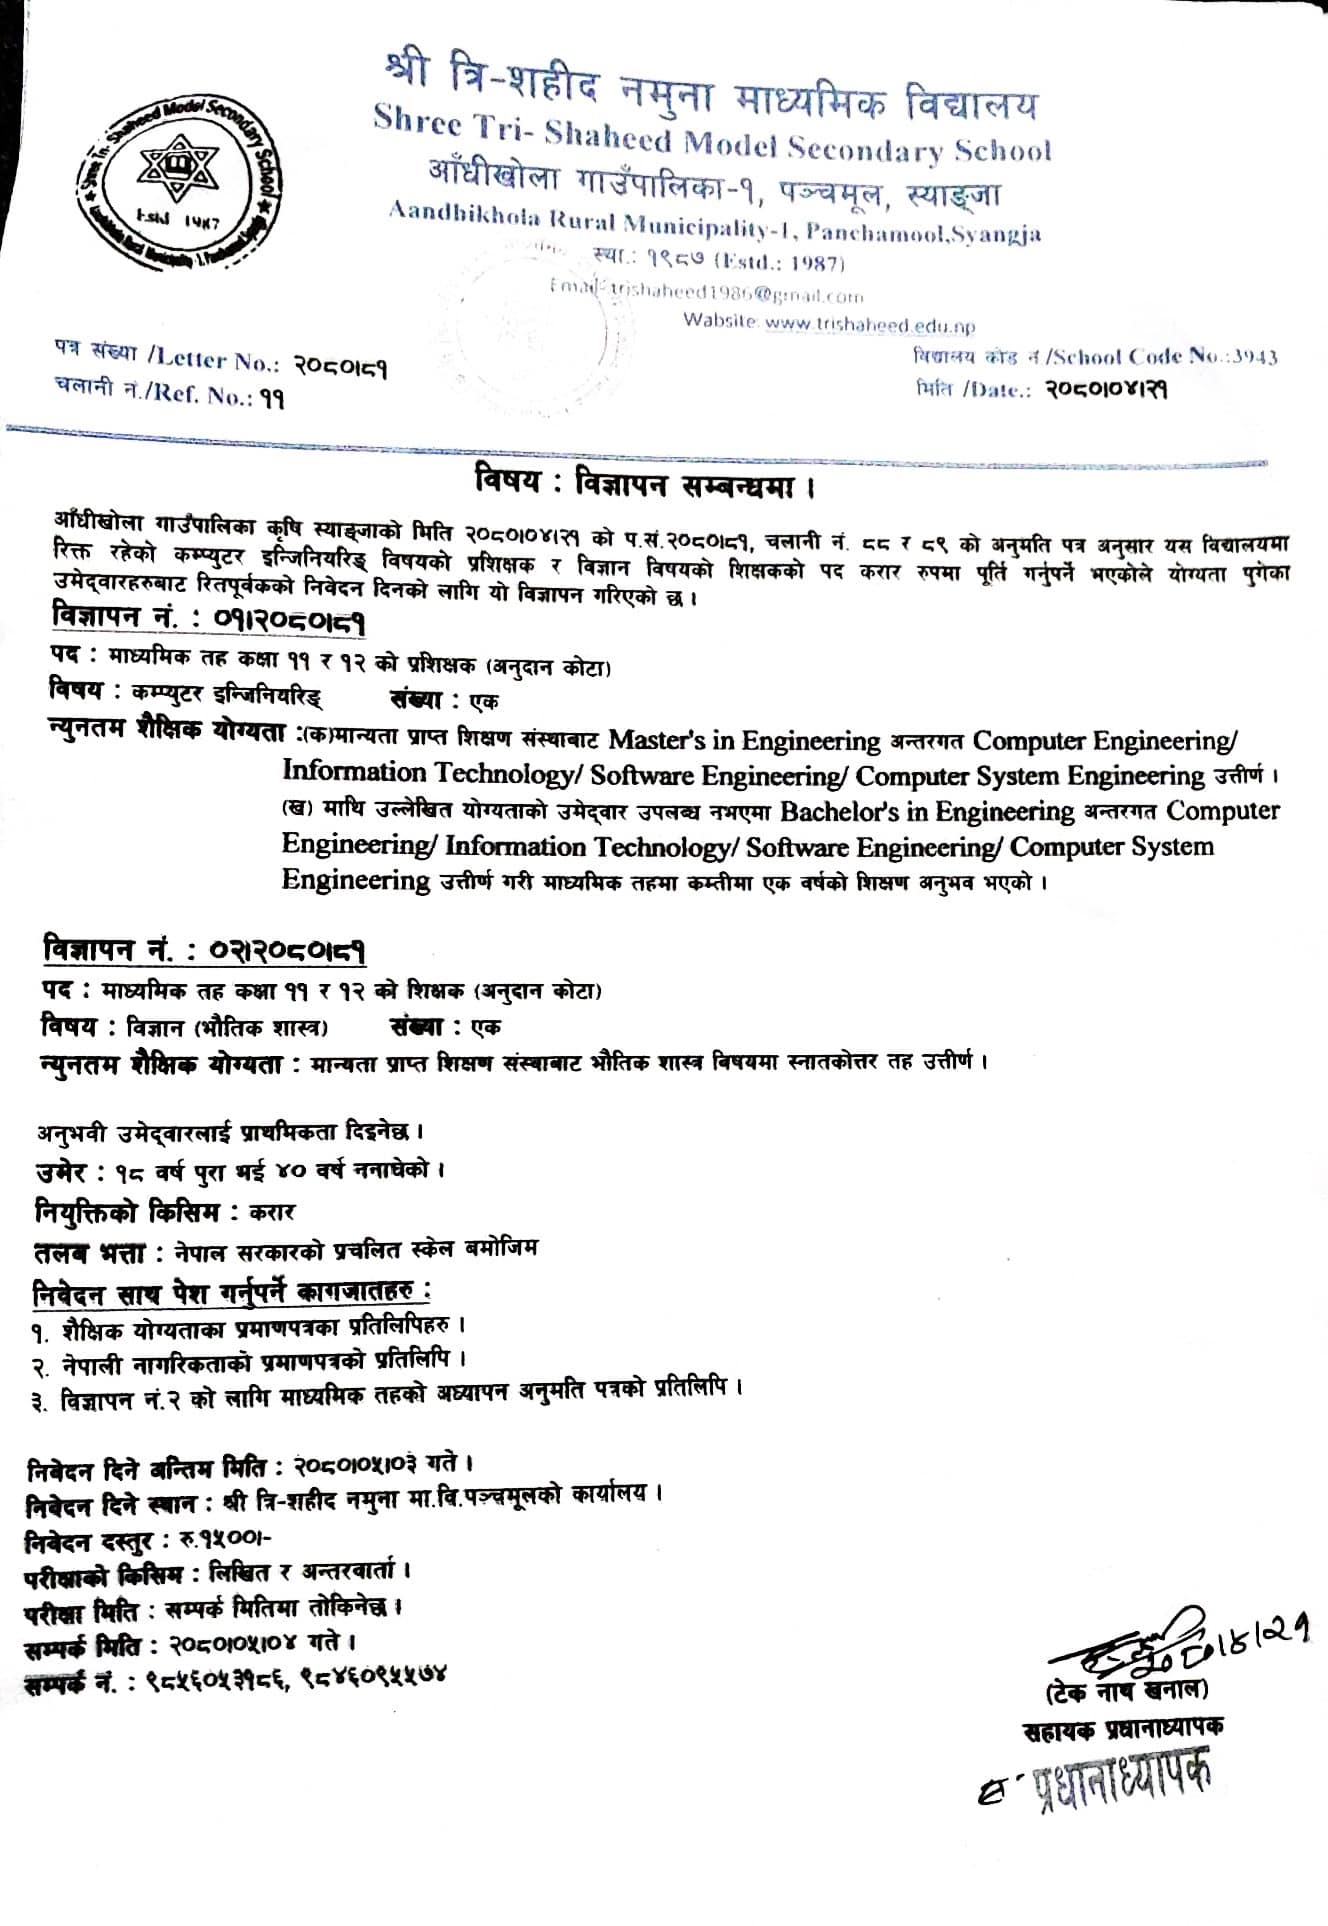 श्री त्रि-शहीद नमुना माध्यमिक विद्यालय
Shree Tri- Shaheed Model Secondary School
आँधीखोला गाउँपालिका-१, पञ्चमूल, स्याङ्जा
Aandhikhola Rural Municipality-1, Panchamool,Syangja
स्था.: १९८७ (Estd.: 1987)
Email- trishaheed1986@gmail.com
Wabsite: www.trishaheed.edu.np
Shree Tri- Shaheed Model Secondary School
Estd 1987
पत्र संख्या /Letter No.: २०८०।८१
विद्यालय कोड नं /School Code No.:3943
चलानी नं./Ref. No.: ११
मिति /Date.: २०८०।०४।२१
विषय : विज्ञापन सम्बन्धमा ।
आँधीखोला गाउँपालिका कृषि स्याङ्जाको मिति २०८०।०४।२१ को प.सं.२०८०।८१, चलानी नं. ८८ र ८९ को अनुमति पत्र अनुसार यस विद्यालयमा
रिक्त रहेको कम्प्युटर इन्जिनियरिङ् विषयको प्रशिक्षक र विज्ञान विषयको शिक्षकको पद करार रुपमा पूर्ति गर्नुपर्ने भएकोले योग्यता पुगेका
उमेद्वारहरुबाट रितपूर्वकको निवेदन दिनको लागि यो विज्ञापन गरिएको छ ।
विज्ञापन नं. : ०१।२०८०।८१
पद : माध्यमिक तह कक्षा ११ र १२ को प्रशिक्षक (अनुदान कोटा)
विषय : कम्प्युटर इन्जिनियरिङ् संख्या : एक
न्युनतम शैक्षिक योग्यता :(क)मान्यता प्राप्त शिक्षण संस्थाबाट Master's in Engineering अन्तरगत Computer Engineering/
Information Technology/ Software Engineering/ Computer System Engineering उत्तीर्ण ।
(ख) माथि उल्लेखित योग्यताको उमेद्वार उपलब्ध नभएमा Bachelor's in Engineering अन्तरगत Computer
Engineering/ Information Technology/ Software Engineering/ Computer System
Engineering उत्तीर्ण गरी माध्यमिक तहमा कम्तीमा एक वर्षको शिक्षण अनुभव भएको ।
विज्ञापन नं. : ०२।२०८०।८१
पद : माध्यमिक तह कक्षा ११ र १२ को शिक्षक (अनुदान कोटा)
विषय : विज्ञान (भौतिक शास्त्र) संख्या : एक
न्युनतम शैक्षिक योग्यता : मान्यता प्राप्त शिक्षण संस्थाबाट भौतिक शास्त्र विषयमा स्नातकोत्तर तह उत्तीर्ण ।
अनुभवी उमेद्वारलाई प्राथमिकता दिइनेछ ।
उमेर : १८ वर्ष पुरा भई ४० वर्ष ननाघेको ।
नियुक्तिको किसिम : करार
तलब भत्ता : नेपाल सरकारको प्रचलित स्केल बमोजिम
निवेदन साथ पेश गर्नुपर्ने कागजातहरु :
१. शैक्षिक योग्यताका प्रमाणपत्रका प्रतिलिपिहरु ।
२. नेपाली नागरिकताको प्रमाणपत्रको प्रतिलिपि ।
३. विज्ञापन नं.२ को लागि माध्यमिक तहको अध्यापन अनुमति पत्रको प्रतिलिपि ।
निवेदन दिने अन्तिम मिति : २०८०।०५।०३ गते ।
निवेदन दिने स्थान : श्री त्रि-शहीद नमुना मा.वि.पञ्चमूलको कार्यालय ।
निवेदन दस्तुर : रु.१५००।-
परीक्षाको किसिम : लिखित र अन्तरवार्ता ।
परीक्षा मिति : सम्पर्क मितिमा तोकिनेछ ।
सम्पर्क मिति : २०८०।०५।०४ गते ।
सम्पर्क नं. : ९८५६०५३१८६, ९८४६०९५५७४
२०८०।४।२१
(टेक नाथ खनाल)
सहायक प्रधानाध्यापक
प्रधानाध्यापक